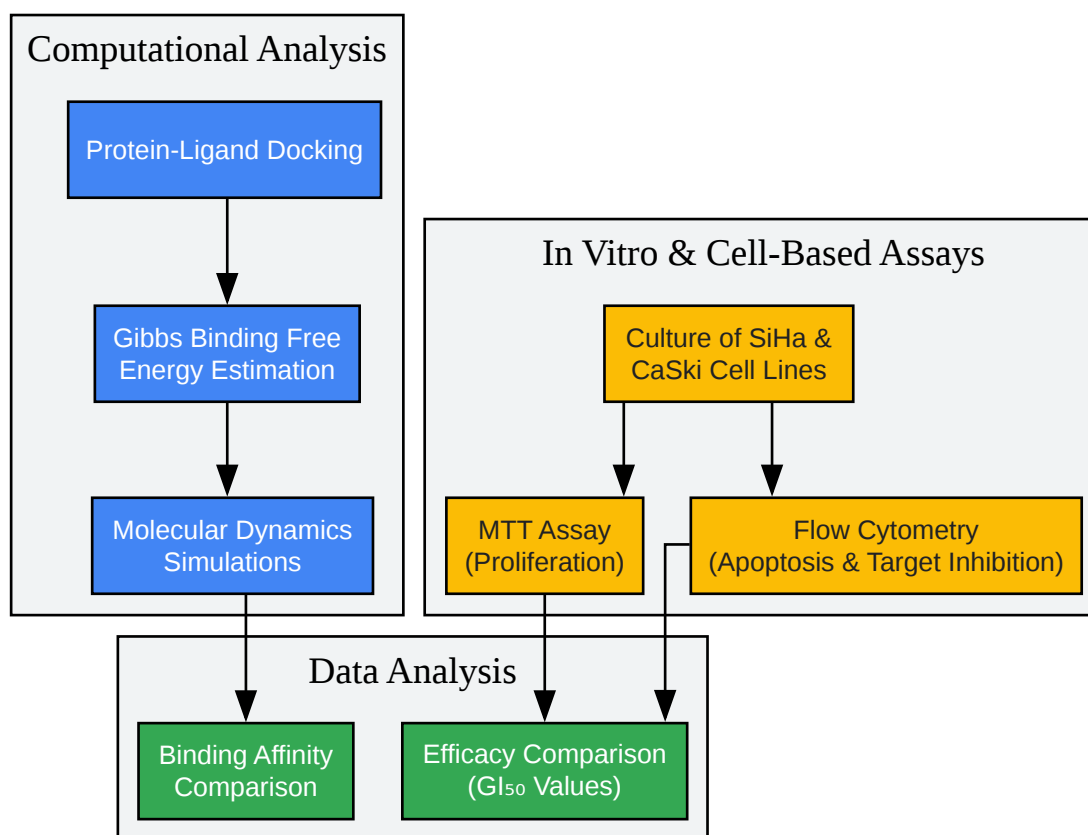 Computational Analysis
Protein-Ligand Docking
Gibbs Binding Free
Energy Estimation
Molecular Dynamics
Simulations
In Vitro & Cell-Based Assays
Culture of SiHa &
CaSki Cell Lines
MTT Assay
(Proliferation)
Flow Cytometry
(Apoptosis & Target Inhibition)
Data Analysis
Binding Affinity
Comparison
Efficacy Comparison
(GI₅₀ Values)